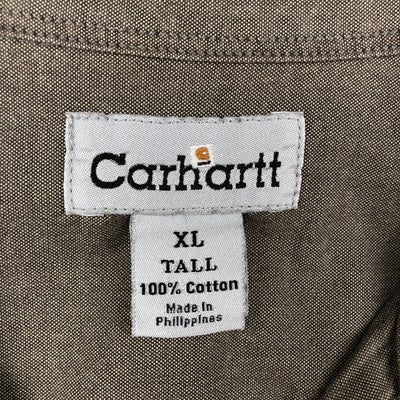 Carhartt
XL
TALL
100% Cotton
Made In
Philippines